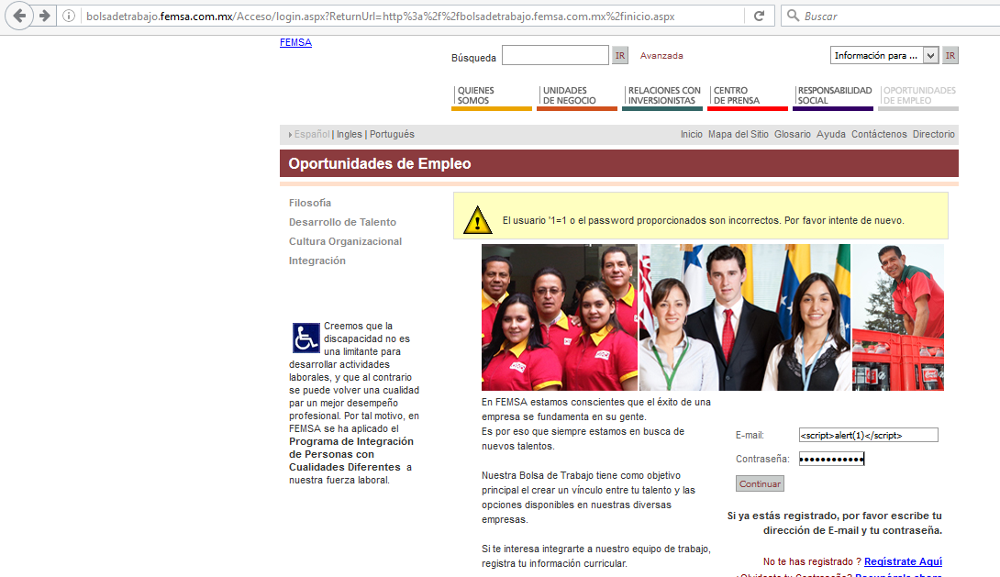 bolsadetrabajo.femsa.com.mx/Acceso/login.aspx?ReturnUrl=http%3a%2f%2fbolsadetrabajo.femsa.com.mx%2finicio.aspx
Buscar
FEMSA
Búsqueda IR Avanzada Información para ... IR
QUIENES SOMOS
UNIDADES DE NEGOCIO
RELACIONES CON INVERSIONISTAS
CENTRO DE PRENSA
RESPONSABILIDAD SOCIAL
OPORTUNIDADES DE EMPLEO
Español | Ingles | Portugués
Inicio Mapa del Sitio Glosario Ayuda Contáctenos Directorio
Oportunidades de Empleo
Filosofía
Desarrollo de Talento
Cultura Organizacional
Integración
El usuario '1=1 o el password proporcionados son incorrectos. Por favor intente de nuevo.
Creemos que la
discapacidad no es
una limitante para
desarrollar actividades
laborales, y que al contrario
se puede volver una cualidad
par un mejor desempeño
profesional. Por tal motivo, en
FEMSA se ha aplicado el
Programa de Integración
de Personas con
Cualidades Diferentes a
nuestra fuerza laboral.
En FEMSA estamos conscientes que el éxito de una
empresa se fundamenta en su gente.
Es por eso que siempre estamos en busca de
nuevos talentos.
Nuestra Bolsa de Trabajo tiene como objetivo
principal el crear un vínculo entre tu talento y las
opciones disponibles en nuestras diversas
empresas.
Si te interesa integrarte a nuestro equipo de trabajo,
registra tu información curricular.
E-mail: <script>alert(1)</script>
Contraseña: ●●●●●●●●●●●●
Continuar
Si ya estás registrado, por favor escribe tu
dirección de E-mail y tu contraseña.
No te has registrado ? Regístrate Aquí
¿Olvidaste tu Contraseña? Recupérala ahora